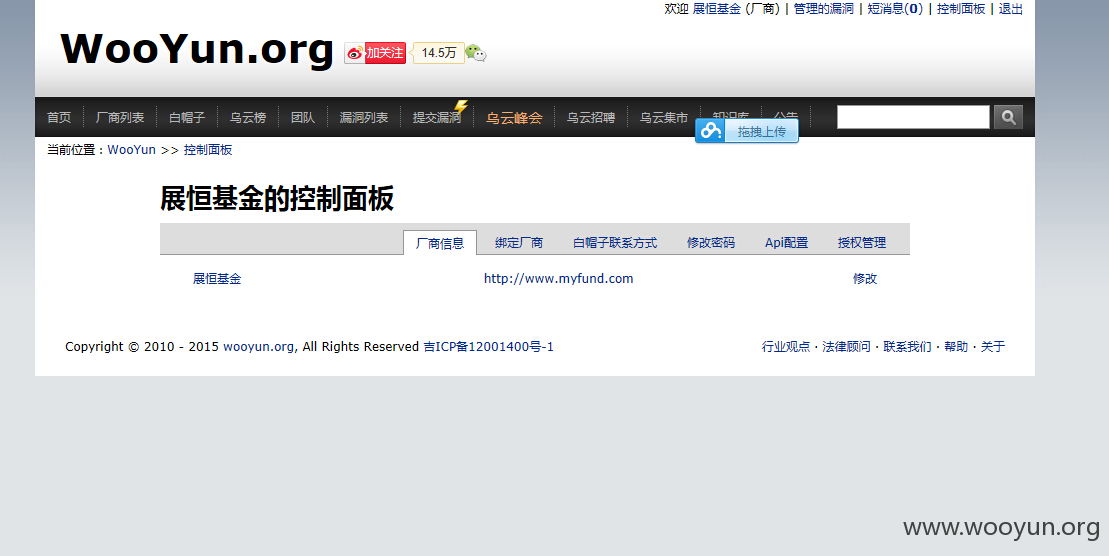 欢迎 展恒基金 (厂商) | 管理的漏洞 | 短消息(0) | 控制面板 | 退出
WooYun.org 加关注 14.5万
首页 厂商列表 白帽子 乌云榜 团队 漏洞列表 提交漏洞 乌云峰会 乌云招聘 乌云集市 知识库 公告
拖拽上传
当前位置：WooYun >> 控制面板
展恒基金的控制面板
厂商信息 绑定厂商 白帽子联系方式 修改密码 Api配置 授权管理
展恒基金 http://www.myfund.com 修改
Copyright © 2010 - 2015 wooyun.org, All Rights Reserved 吉ICP备12001400号-1 行业观点 · 法律顾问 · 联系我们 · 帮助 · 关于
www.wooyun.org